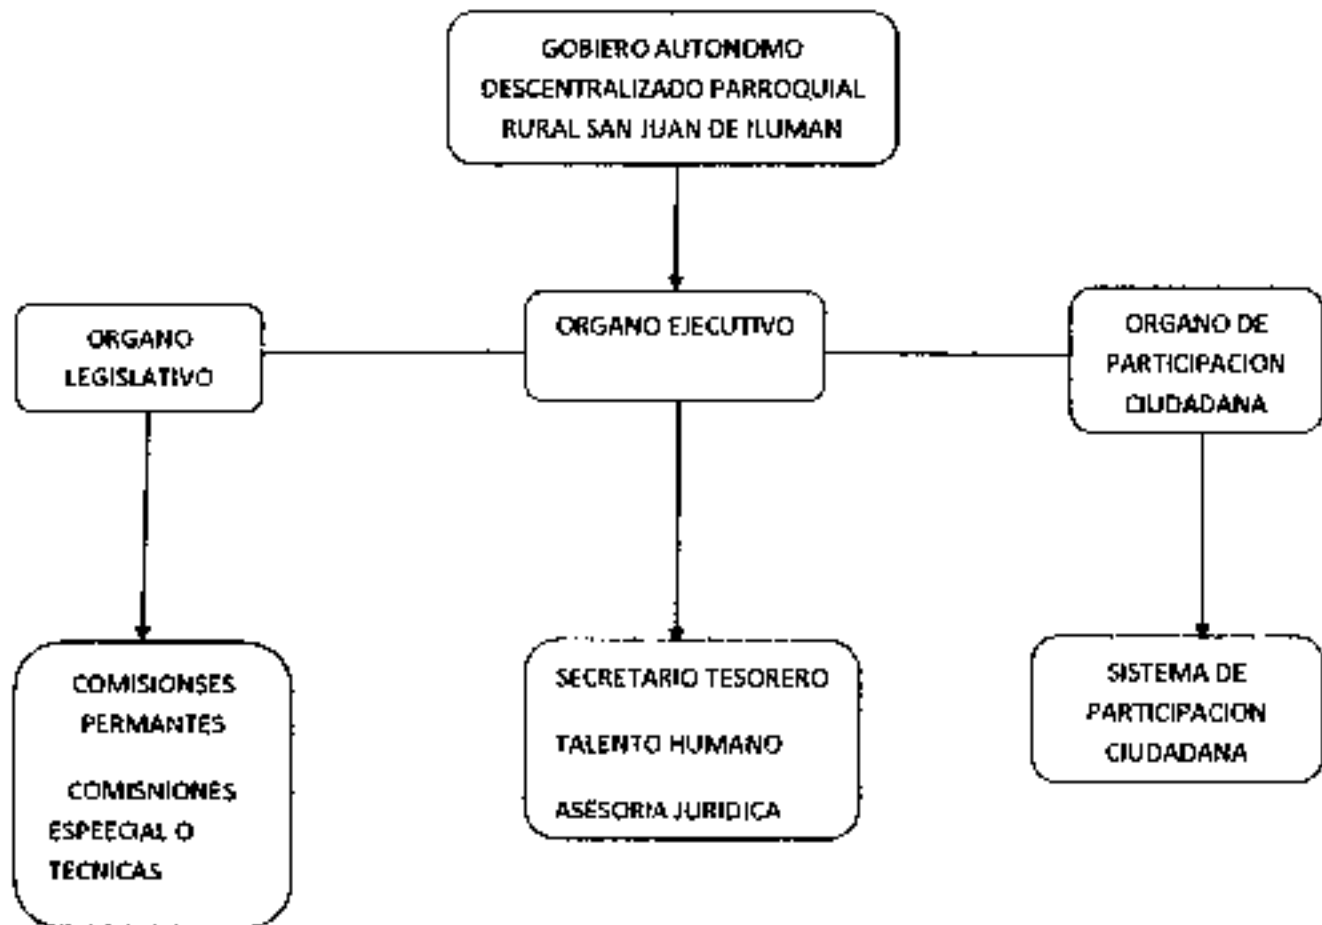 GOBIERO AUTONOMO
DESCENTRALIZADO PARROQUIAL
RURAL SAN JUAN DE ILUMAN
ORGANO
LEGISLATIVO
ORGANO EJECUTIVO
ORGANO DE
PARTICIPACION
CIUDADANA
COMISIONSES
PERMANTES
COMISNIONES
ESPEECIAL O
TECNICAS
SECRETARIO TESORERO
TALENTO HUMANO
ASESORIA JURIDICA
SISTEMA DE
PARTICIPACION
CIUDADANA